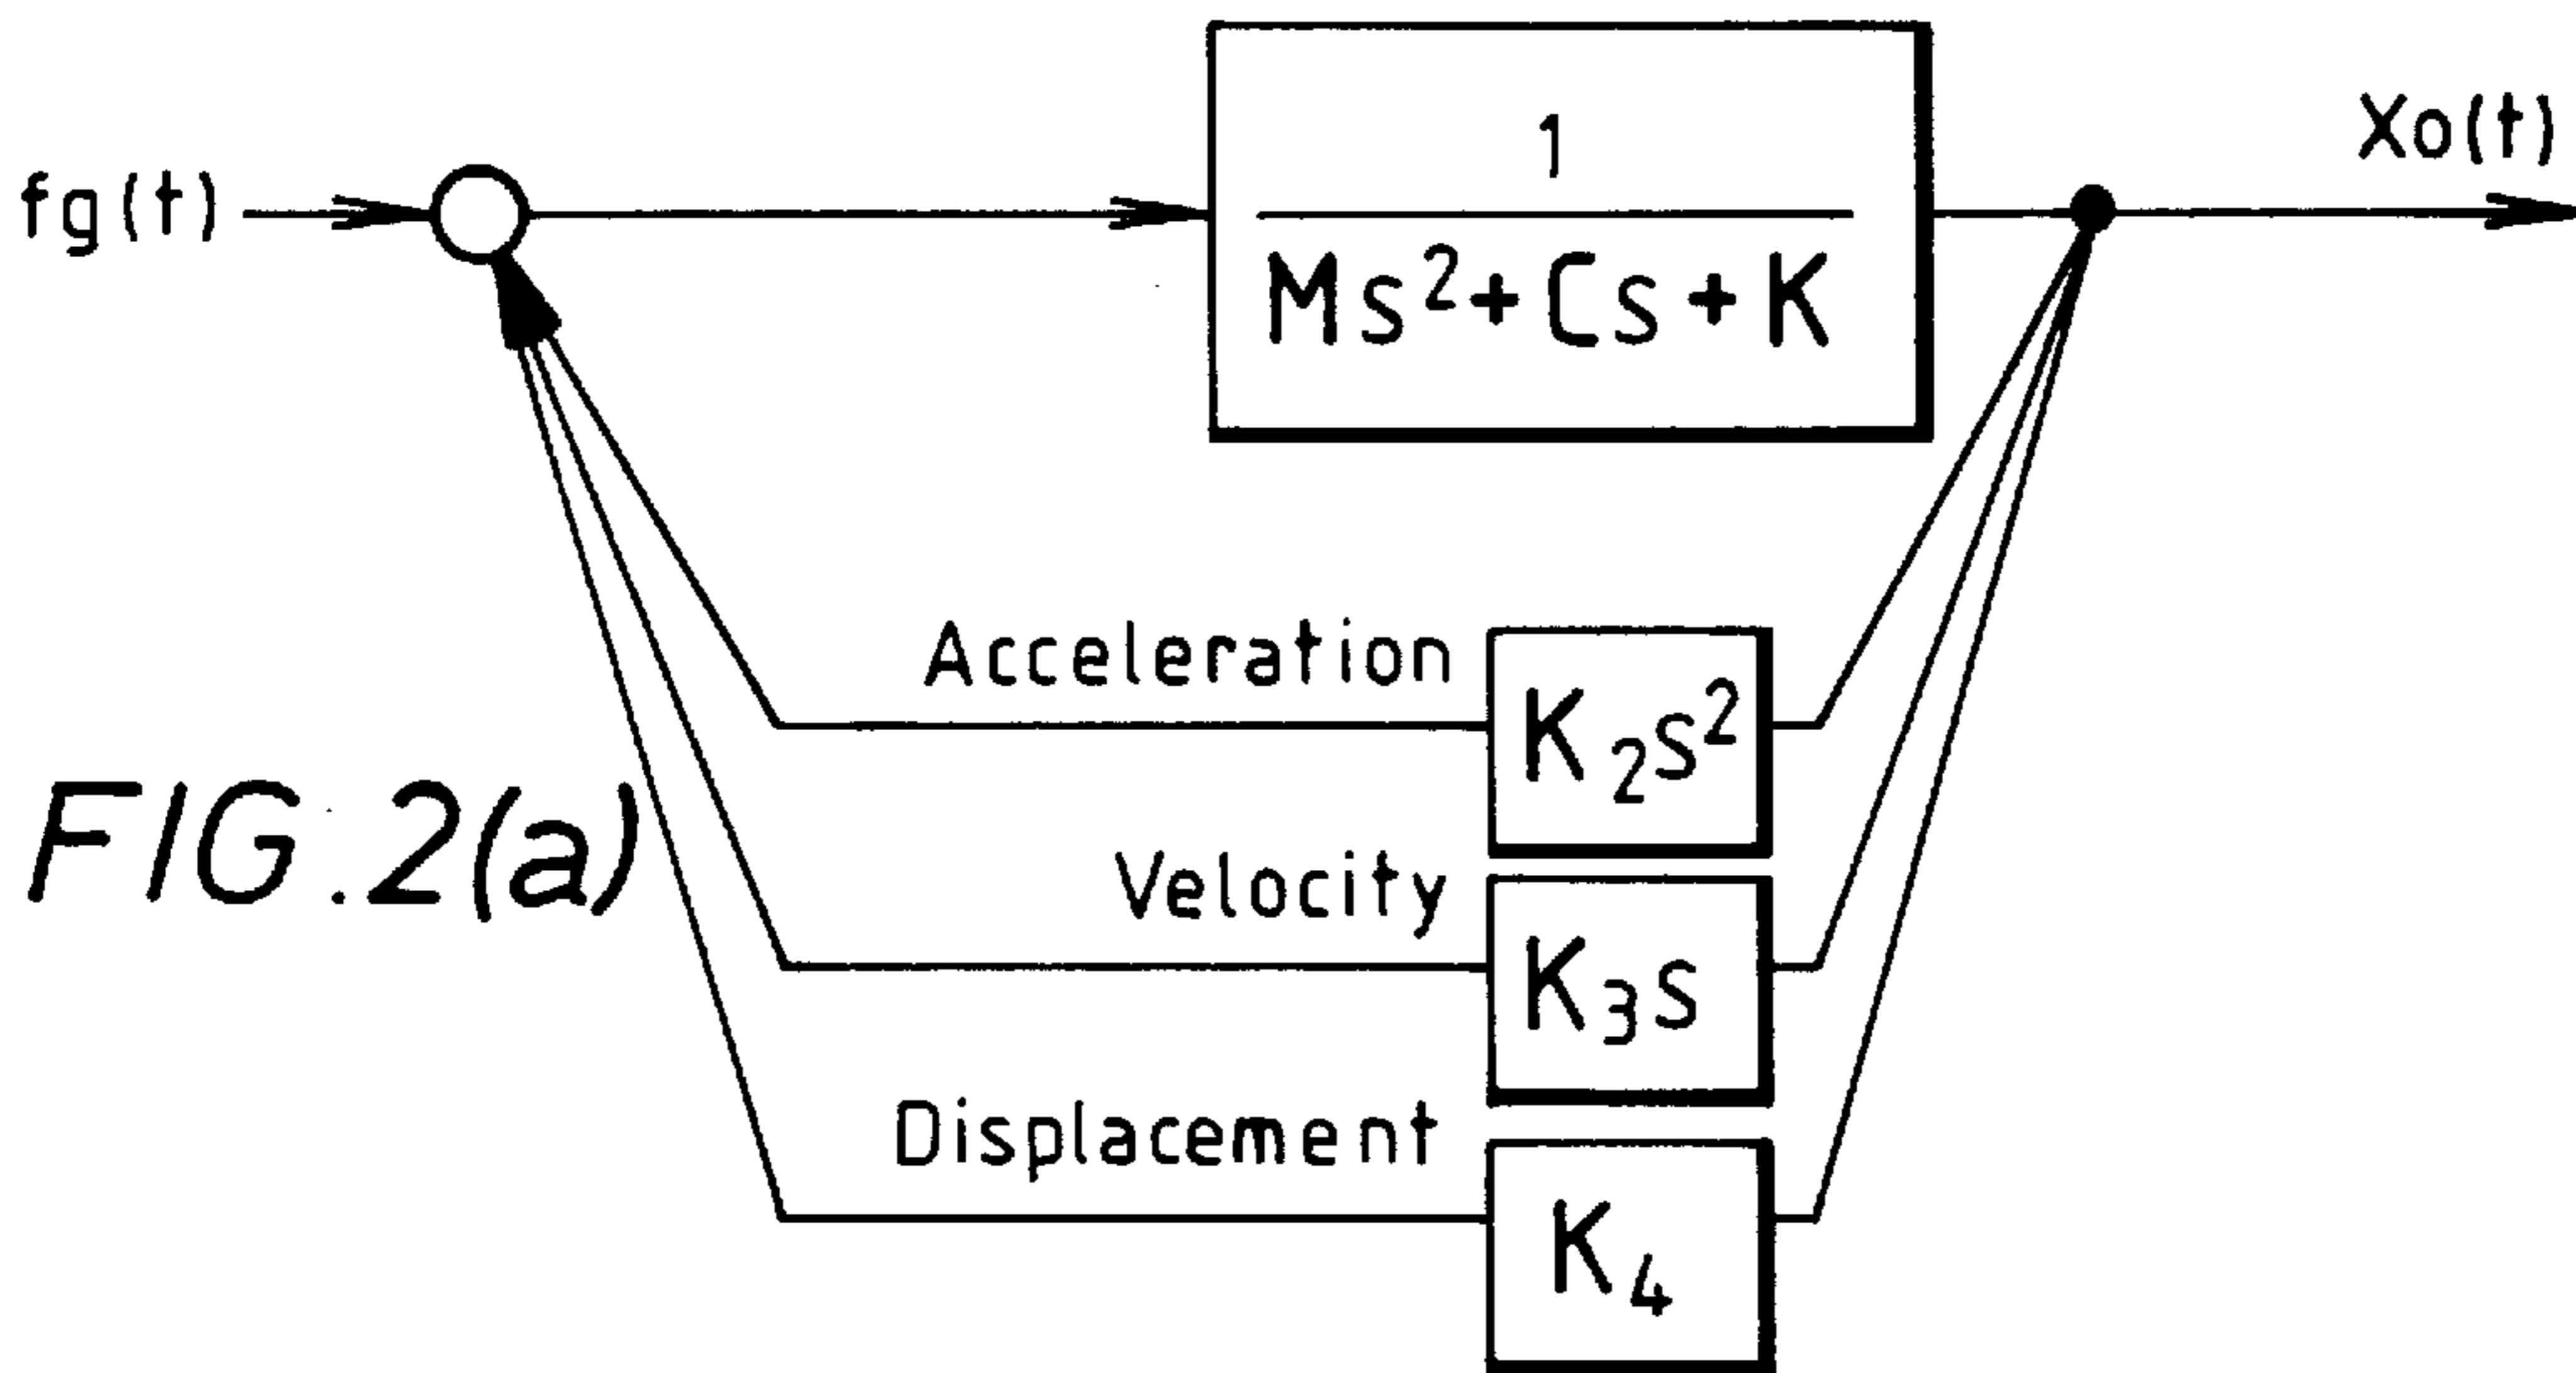 fg(t)
1
Ms²+Cs+K
Xo(t)
Acceleration
K₂s²
FIG.2(a)
Velocity
K₃s
Displacement
K₄